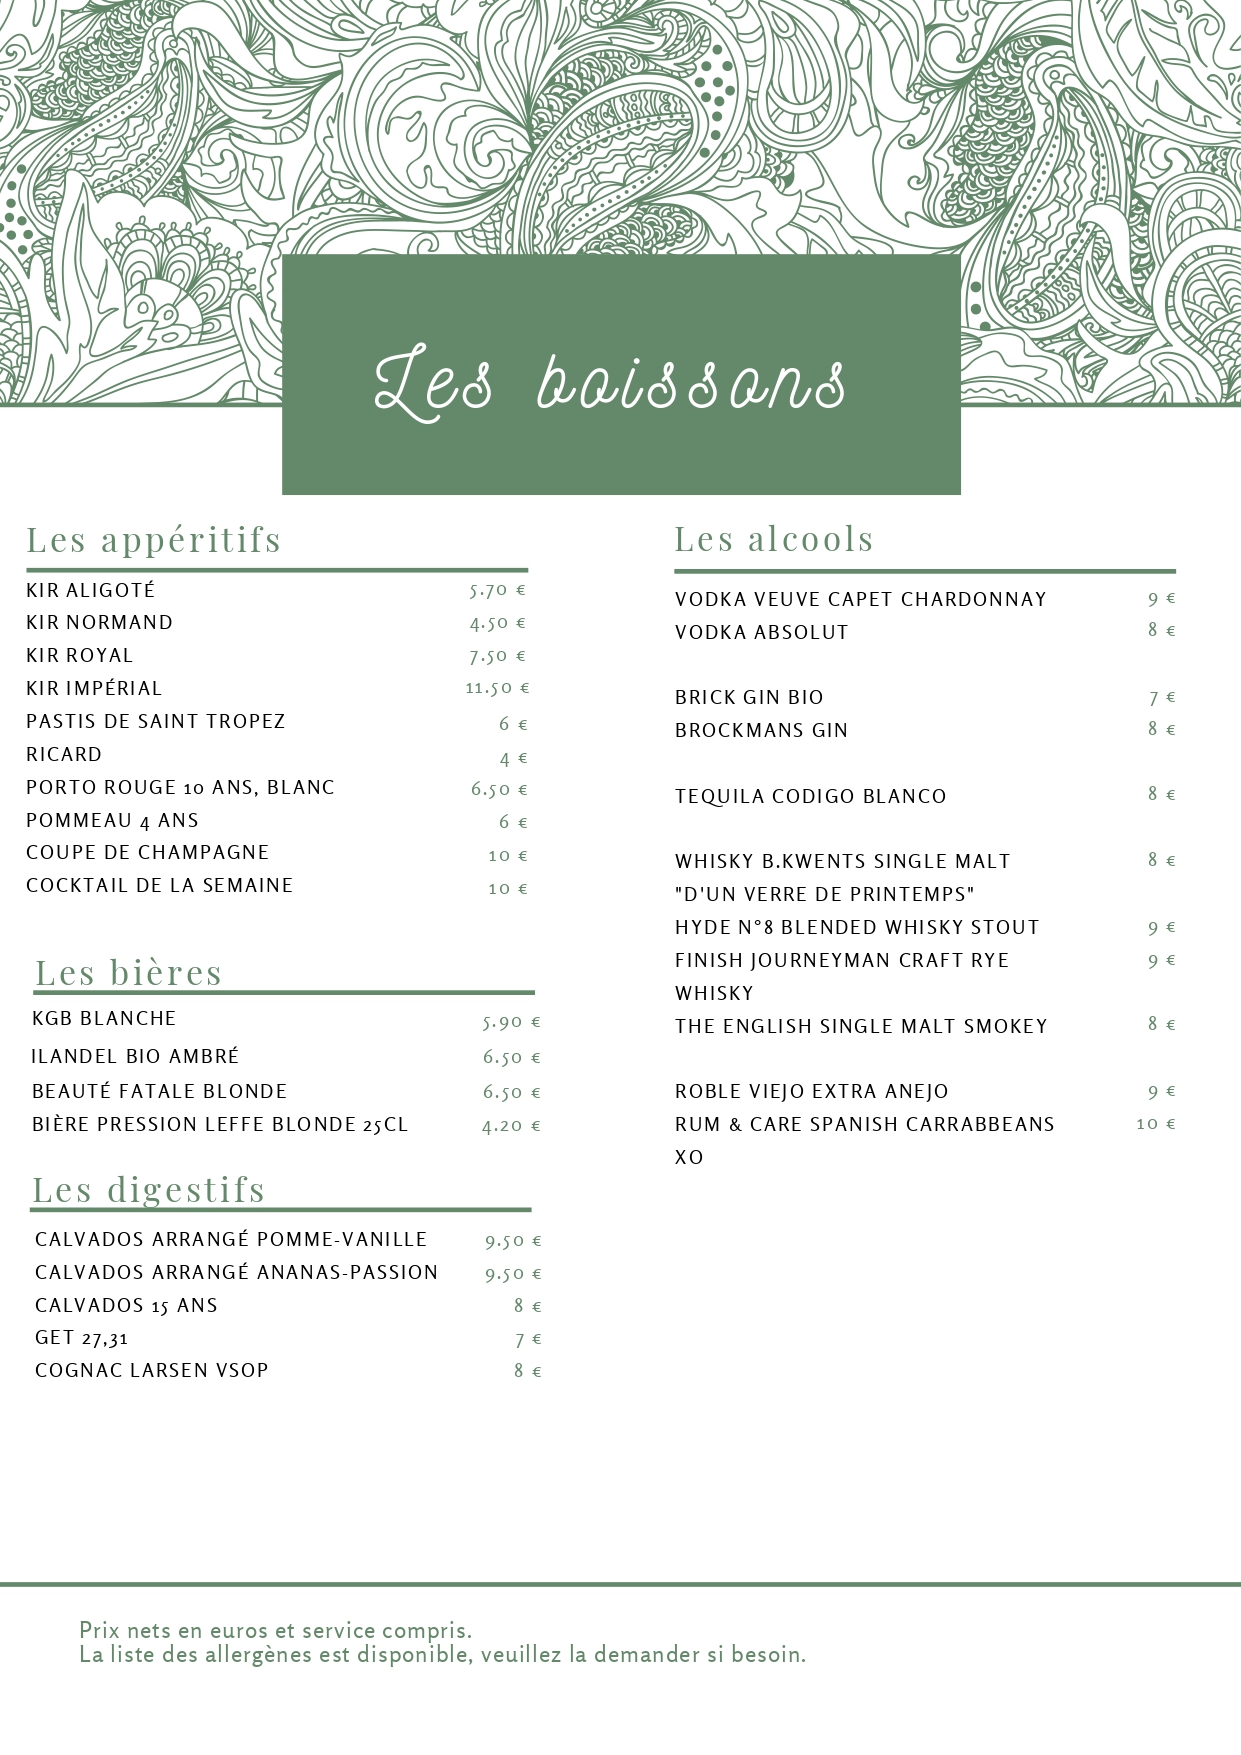 Les boissons
Les appéritifs
KIR ALIGOTÉ 5.70 €
KIR NORMAND 4.50 €
KIR ROYAL 7.50 €
KIR IMPÉRIAL 11.50 €
PASTIS DE SAINT TROPEZ 6 €
RICARD 4 €
PORTO ROUGE 10 ANS, BLANC 6.50 €
POMMEAU 4 ANS 6 €
COUPE DE CHAMPAGNE 10 €
COCKTAIL DE LA SEMAINE 10 €
Les bières
KGB BLANCHE 5.90 €
ILANDEL BIO AMBRÉ 6.50 €
BEAUTÉ FATALE BLONDE 6.50 €
BIÈRE PRESSION LEFFE BLONDE 25CL 4.20 €
Les digestifs
CALVADOS ARRANGÉ POMME-VANILLE 9.50 €
CALVADOS ARRANGÉ ANANAS-PASSION 9.50 €
CALVADOS 15 ANS 8 €
GET 27,31 7 €
COGNAC LARSEN VSOP 8 €
Les alcools
VODKA VEUVE CAPET CHARDONNAY 9 €
VODKA ABSOLUT 8 €
BRICK GIN BIO 7 €
BROCKMANS GIN 8 €
TEQUILA CODIGO BLANCO 8 €
WHISKY B.KWENTS SINGLE MALT 8 €
"D'UN VERRE DE PRINTEMPS"
HYDE N°8 BLENDED WHISKY STOUT 9 €
FINISH JOURNEYMAN CRAFT RYE 9 €
WHISKY
THE ENGLISH SINGLE MALT SMOKEY 8 €
ROBLE VIEJO EXTRA ANEJO 9 €
RUM & CARE SPANISH CARRABBEANS 10 €
XO
Prix nets en euros et service compris.
La liste des allergènes est disponible, veuillez la demander si besoin.